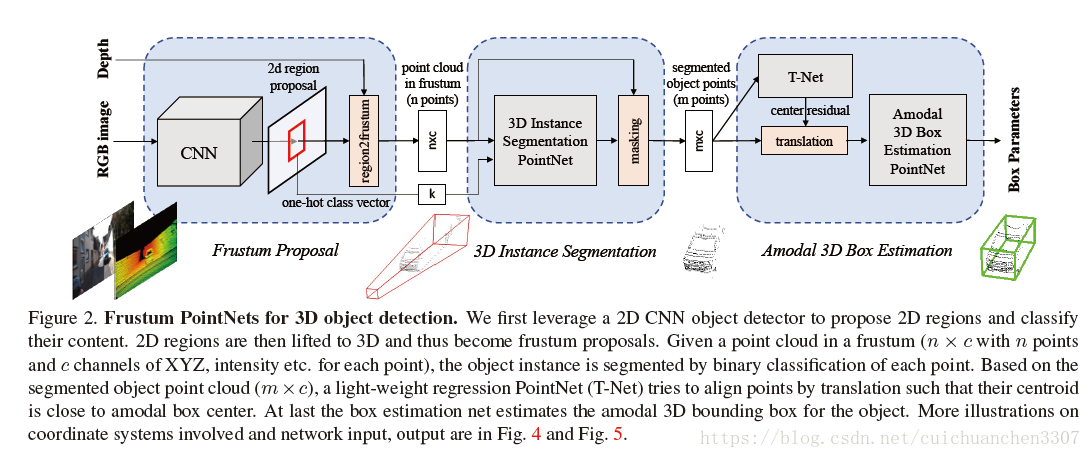 Depth
RGB image
CNN
2d region
proposal
region2frustum
one-hot class vector
Frustum Proposal
point cloud
in frustum
(n points)
nxc
k
3D Instance
Segmentation
PointNet
masking
3D Instance Segmentation
segmented
object points
(m points)
mxc
T-Net
center residual
translation
Amodal
3D Box
Estimation
PointNet
Amodal 3D Box Estimation
Box Parameters
Figure 2. Frustum PointNets for 3D object detection. We first leverage a 2D CNN object detector to propose 2D regions and classify
their content. 2D regions are then lifted to 3D and thus become frustum proposals. Given a point cloud in a frustum (n × c with n points
and c channels of XYZ, intensity etc. for each point), the object instance is segmented by binary classification of each point. Based on the
segmented object point cloud (m × c), a light-weight regression PointNet (T-Net) tries to align points by translation such that their centroid
is close to amodal box center. At last the box estimation net estimates the amodal 3D bounding box for the object. More illustrations on
coordinate systems involved and network input, output are in Fig. 4 and Fig. 5.
https://blog.csdn.net/cuichuanchen3307